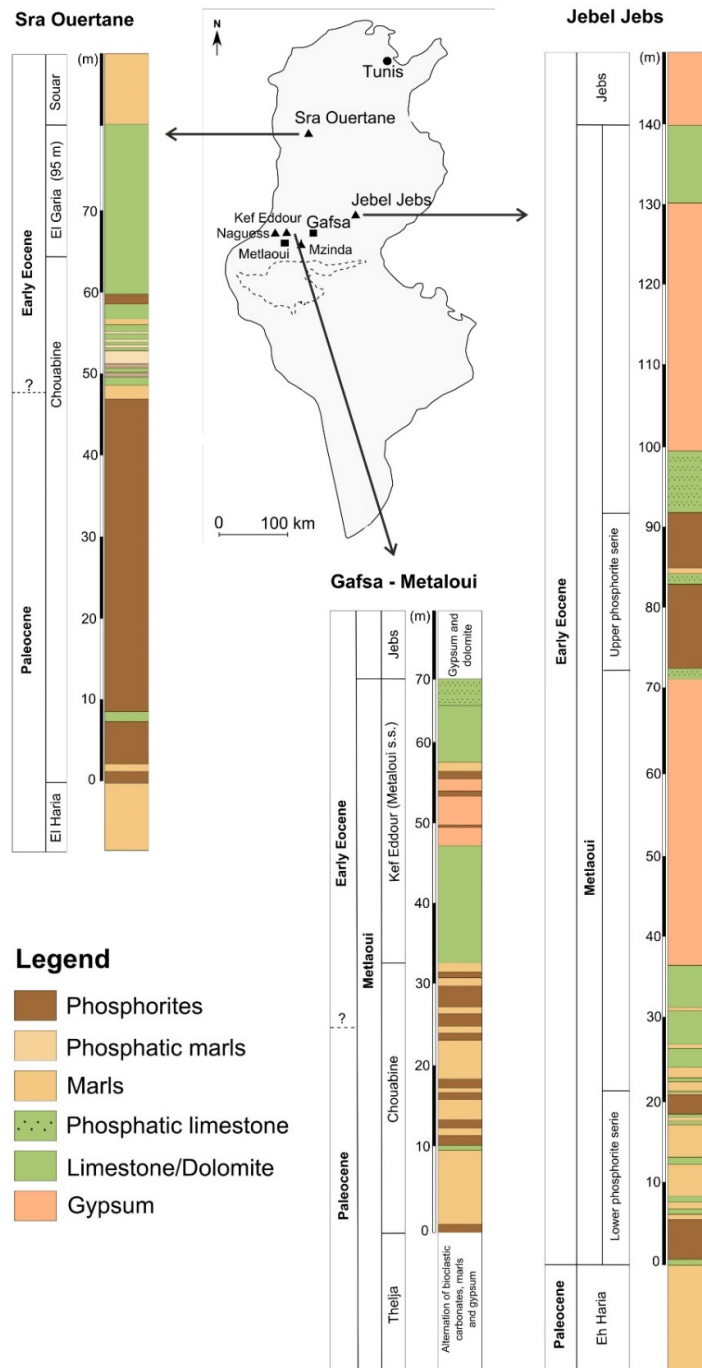 Sra Ouertane
(m)
Souar
El Garia (95 m)
Early Eocene
Chouabine
?
Paleocene
El Haria
70
60
50
40
30
20
10
0
N
Tunis
Sra Ouertane
Jebel Jebs
Kef Eddour
Gafsa
Naguess
Metlaoui
Mzinda
0 100 km
Jebel Jebs
(m)
Jebs
Early Eocene
Metlaoui
Upper phosphorite serie
Lower phosphorite serie
Paleocene
Eh Haria
140
130
120
110
100
90
80
70
60
50
40
30
20
10
0
Gafsa - Metaloui
(m)
Jebs
Gypsum and
dolomite
Early Eocene
Metlaoui
Kef Eddour (Metaloui s.s.)
?
Chouabine
Paleocene
Thelja
Alternation of bioclastic
carbonates, marls
and gypsum
70
60
50
40
30
20
10
0
Legend
Phosphorites
Phosphatic marls
Marls
Phosphatic limestone
Limestone/Dolomite
Gypsum